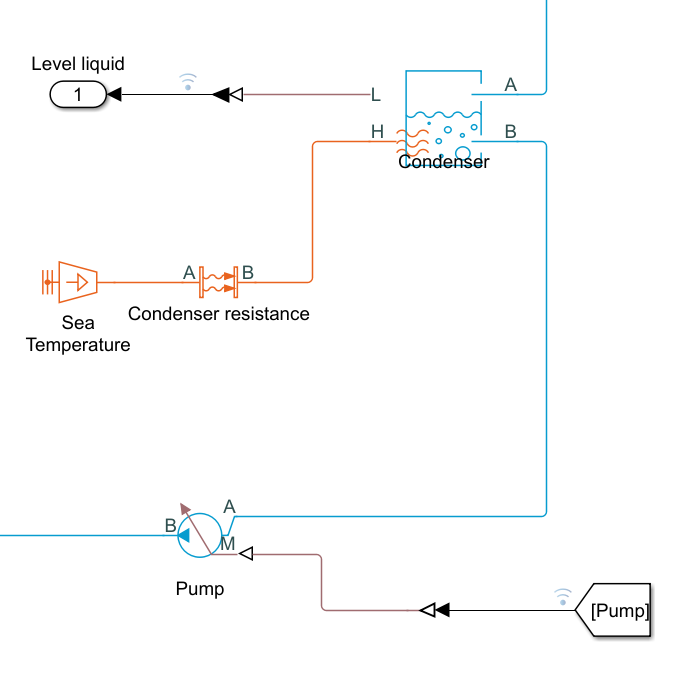 Level liquid
1
L
A
H
B
Condenser
A
B
Condenser resistance
Sea
Temperature
A
B
M
Pump
[Pump]